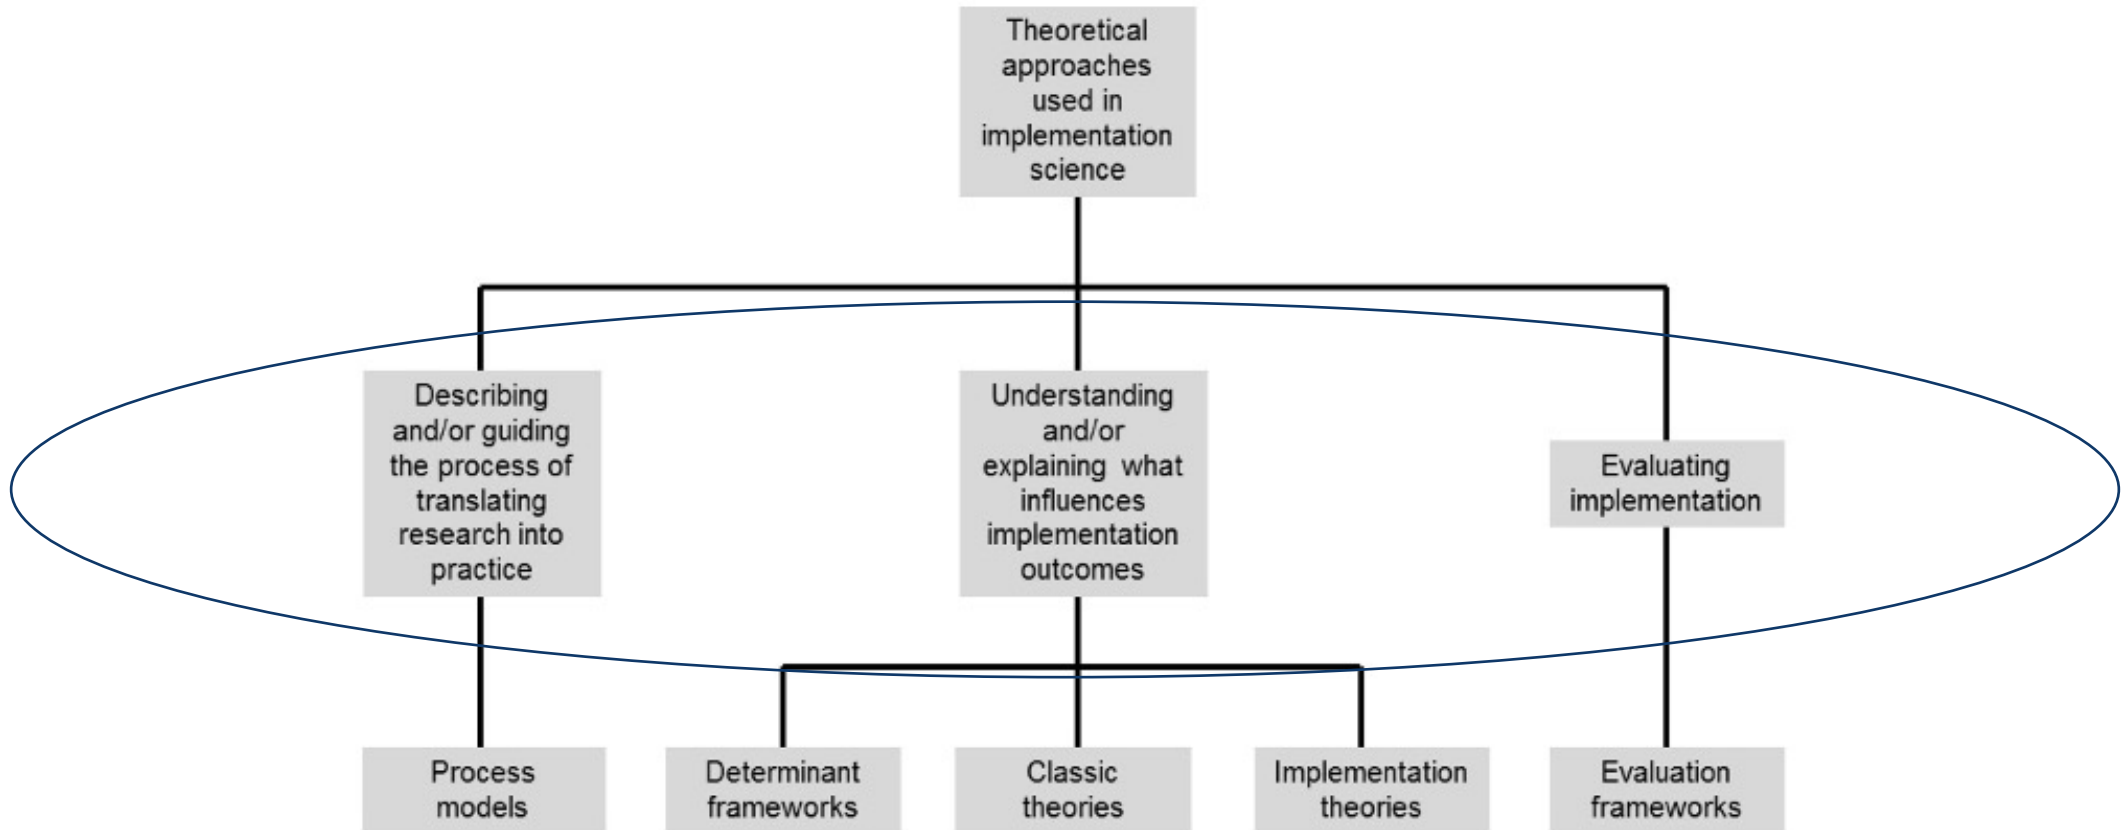 Theoretical
approaches
used in
implementation
science
Describing
and/or guiding
the process of
translating
research into
practice
Understanding
and/or
explaining what
influences
implementation
outcomes
Evaluating
implementation
Process
models
Determinant
frameworks
Classic
theories
Implementation
theories
Evaluation
frameworks